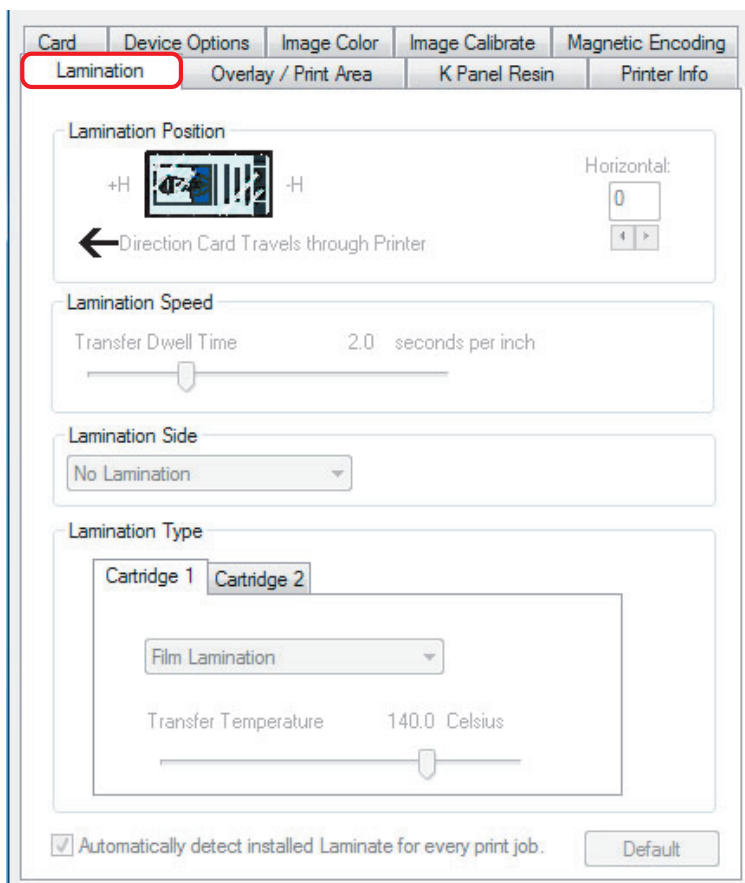 Card Device Options Image Color Image Calibrate Magnetic Encoding
Lamination Overlay / Print Area K Panel Resin Printer Info
Lamination Position
Horizontal:
+H -H
0
Direction Card Travels through Printer
Lamination Speed
Transfer Dwell Time 2.0 seconds per inch
Lamination Side
No Lamination
Lamination Type
Cartridge 1 Cartridge 2
Film Lamination
Transfer Temperature 140.0 Celsius
Automatically detect installed Laminate for every print job. Default